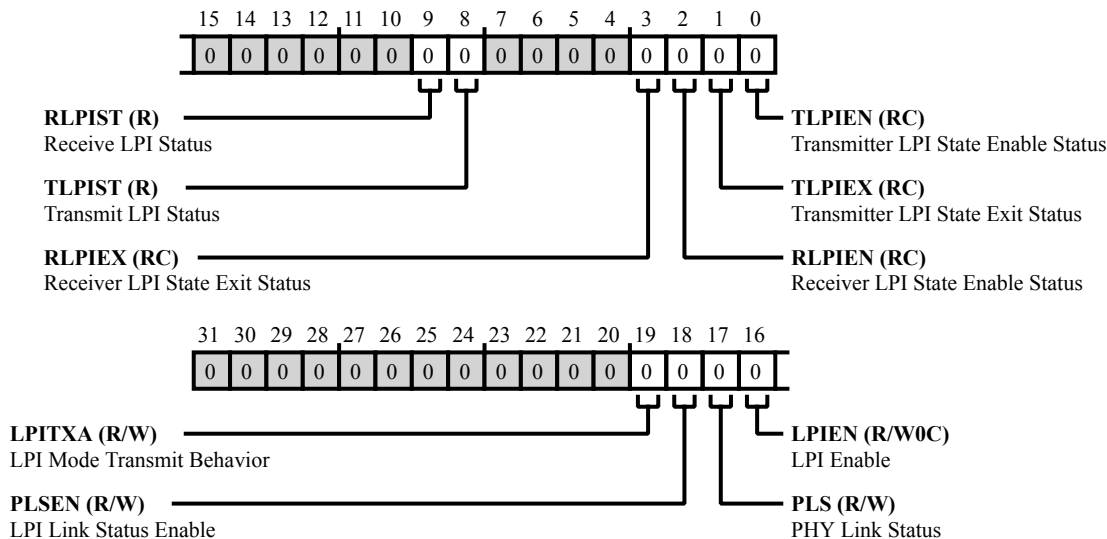 15 14 13 12 11 10 9 8 7 6 5 4 3 2 1 0
0 0 0 0 0 0 0 0 0 0 0 0 0 0 0 0
RLPIST (R)
Receive LPI Status
TLPIEN (RC)
Transmitter LPI State Enable Status
TLPIST (R)
Transmit LPI Status
TLPIEX (RC)
Transmitter LPI State Exit Status
RLPIEX (RC)
Receiver LPI State Exit Status
RLPIEN (RC)
Receiver LPI State Enable Status
31 30 29 28 27 26 25 24 23 22 21 20 19 18 17 16
0 0 0 0 0 0 0 0 0 0 0 0 0 0 0 0
LPITXA (R/W)
LPI Mode Transmit Behavior
LPIEN (R/W0C)
LPI Enable
PLSEN (R/W)
LPI Link Status Enable
PLS (R/W)
PHY Link Status